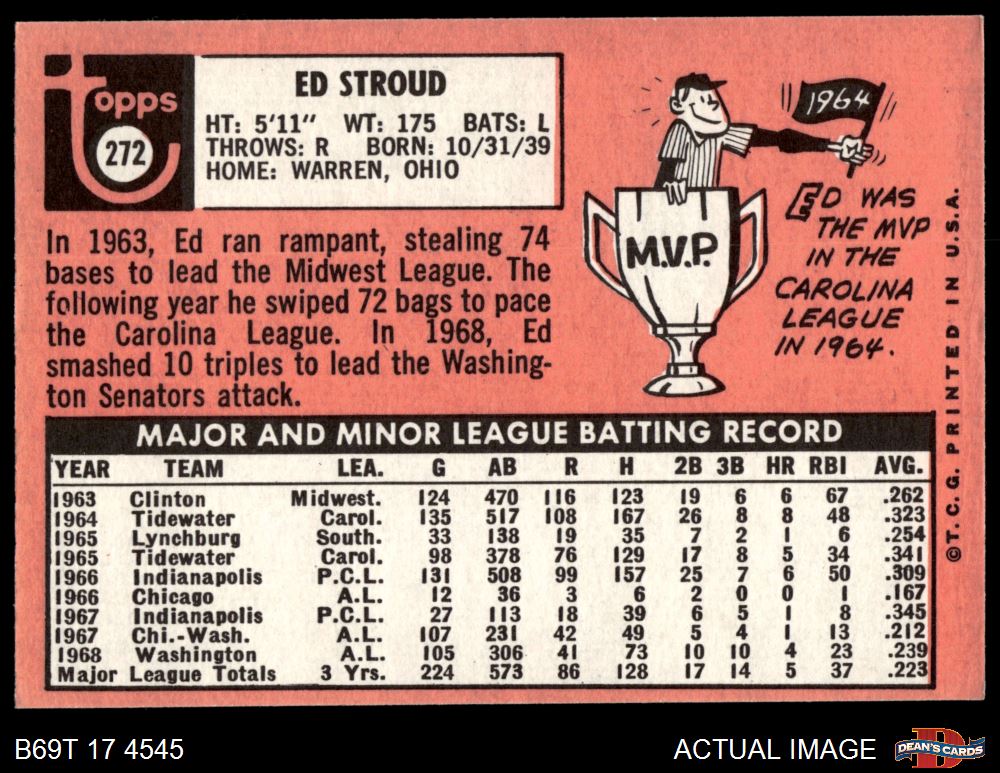 Topps
272
ED STROUD
HT: 5'11" WT: 175 BATS: L
THROWS: R BORN: 10/31/39
HOME: WARREN, OHIO
In 1963, Ed ran rampant, stealing 74
bases to lead the Midwest League. The
following year he swiped 72 bags to pace
the Carolina League. In 1968, Ed
smashed 10 triples to lead the Washing-
ton Senators attack.
1964
M.V.P.
M
ED WAS
THE MVP
IN THE
CAROLINA
LEAGUE
IN 1964.
MAJOR AND MINOR LEAGUE BATTING RECORD
YEAR TEAM LEA. G AB R H 2B 3B HR RBI AVG.
1963 Clinton Midwest. 124 470 116 123 19 6 6 67 .262
1964 Tidewater Carol. 135 517 108 167 26 8 8 48 .323
1965 Lynchburg South. 33 138 19 35 7 2 1 6 .254
1965 Tidewater Carol. 98 378 76 129 17 8 5 34 .341
1966 Indianapolis P.C.L. 131 508 99 157 25 7 6 50 .309
1966 Chicago A.L. 12 36 3 6 2 0 0 1 .167
1967 Indianapolis P.C.L. 27 113 18 39 6 5 1 8 .345
1967 Chi.-Wash. A.L. 107 231 42 49 5 4 1 13 .212
1968 Washington A.L. 105 306 41 73 10 10 4 23 .239
Major League Totals 3 Yrs. 224 573 86 128 17 14 5 37 .223
©T.C.G. PRINTED IN U.S.A.
B69T 17 4545
ACTUAL IMAGE
D
DEAN'S CARDS